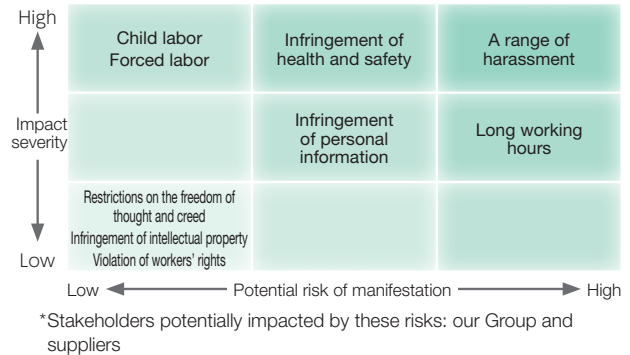 High
Impact
severity
Low
Child labor
Forced labor
Infringement of
health and safety
A range of
harassment
Infringement
of personal
information
Long working
hours
Restrictions on the freedom of
thought and creed
Infringement of intellectual property
Violation of workers' rights
Low
Potential risk of manifestation
High
*Stakeholders potentially impacted by these risks: our Group and
suppliers